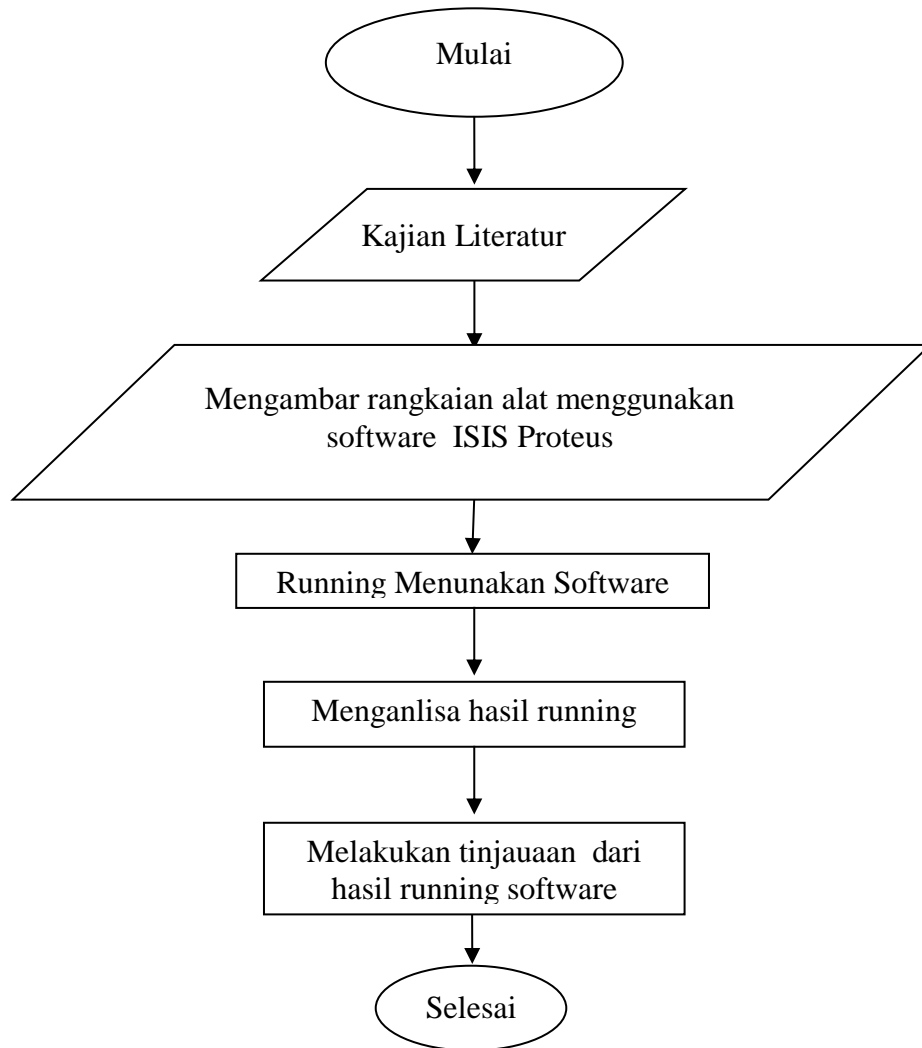 Mulai
Kajian Literatur
Mengambar rangkaian alat menggunakan
software ISIS Proteus
Running Menunakan Software
Menganlisa hasil running
Melakukan tinjauaan dari
hasil running software
Selesai